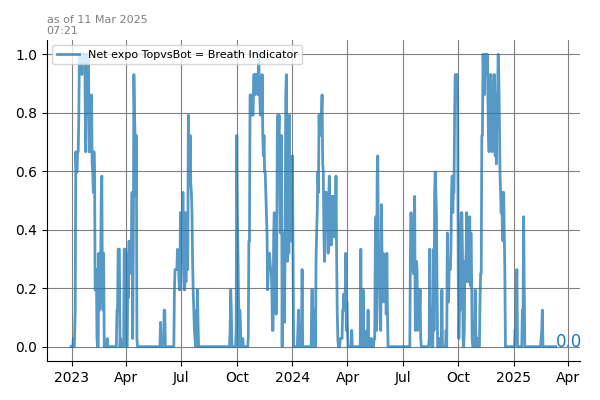 as of 11 Mar 2025
07:21
Net expo TopvsBot = Breath Indicator
1.0
0.8
0.6
0.4
0.2
0.0
0.0
2023 Apr Jul Oct 2024 Apr Jul Oct 2025 Apr